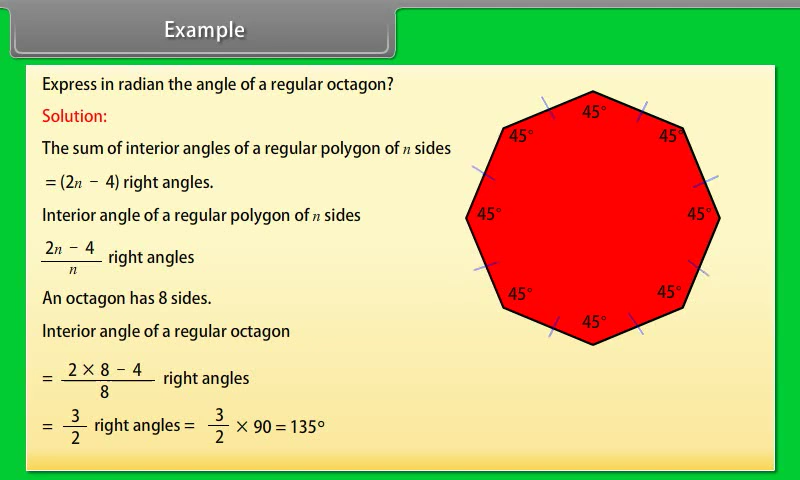 Example
Express in radian the angle of a regular octagon?
Solution:
The sum of interior angles of a regular polygon of n sides
= (2n − 4) right angles.
Interior angle of a regular polygon of n sides
2n − 4 / n right angles
An octagon has 8 sides.
Interior angle of a regular octagon
= 2 × 8 − 4 / 8 right angles
= 3/2 right angles = 3/2 × 90 = 135°
45°
45° 45°
45° 45°
45° 45°
45°